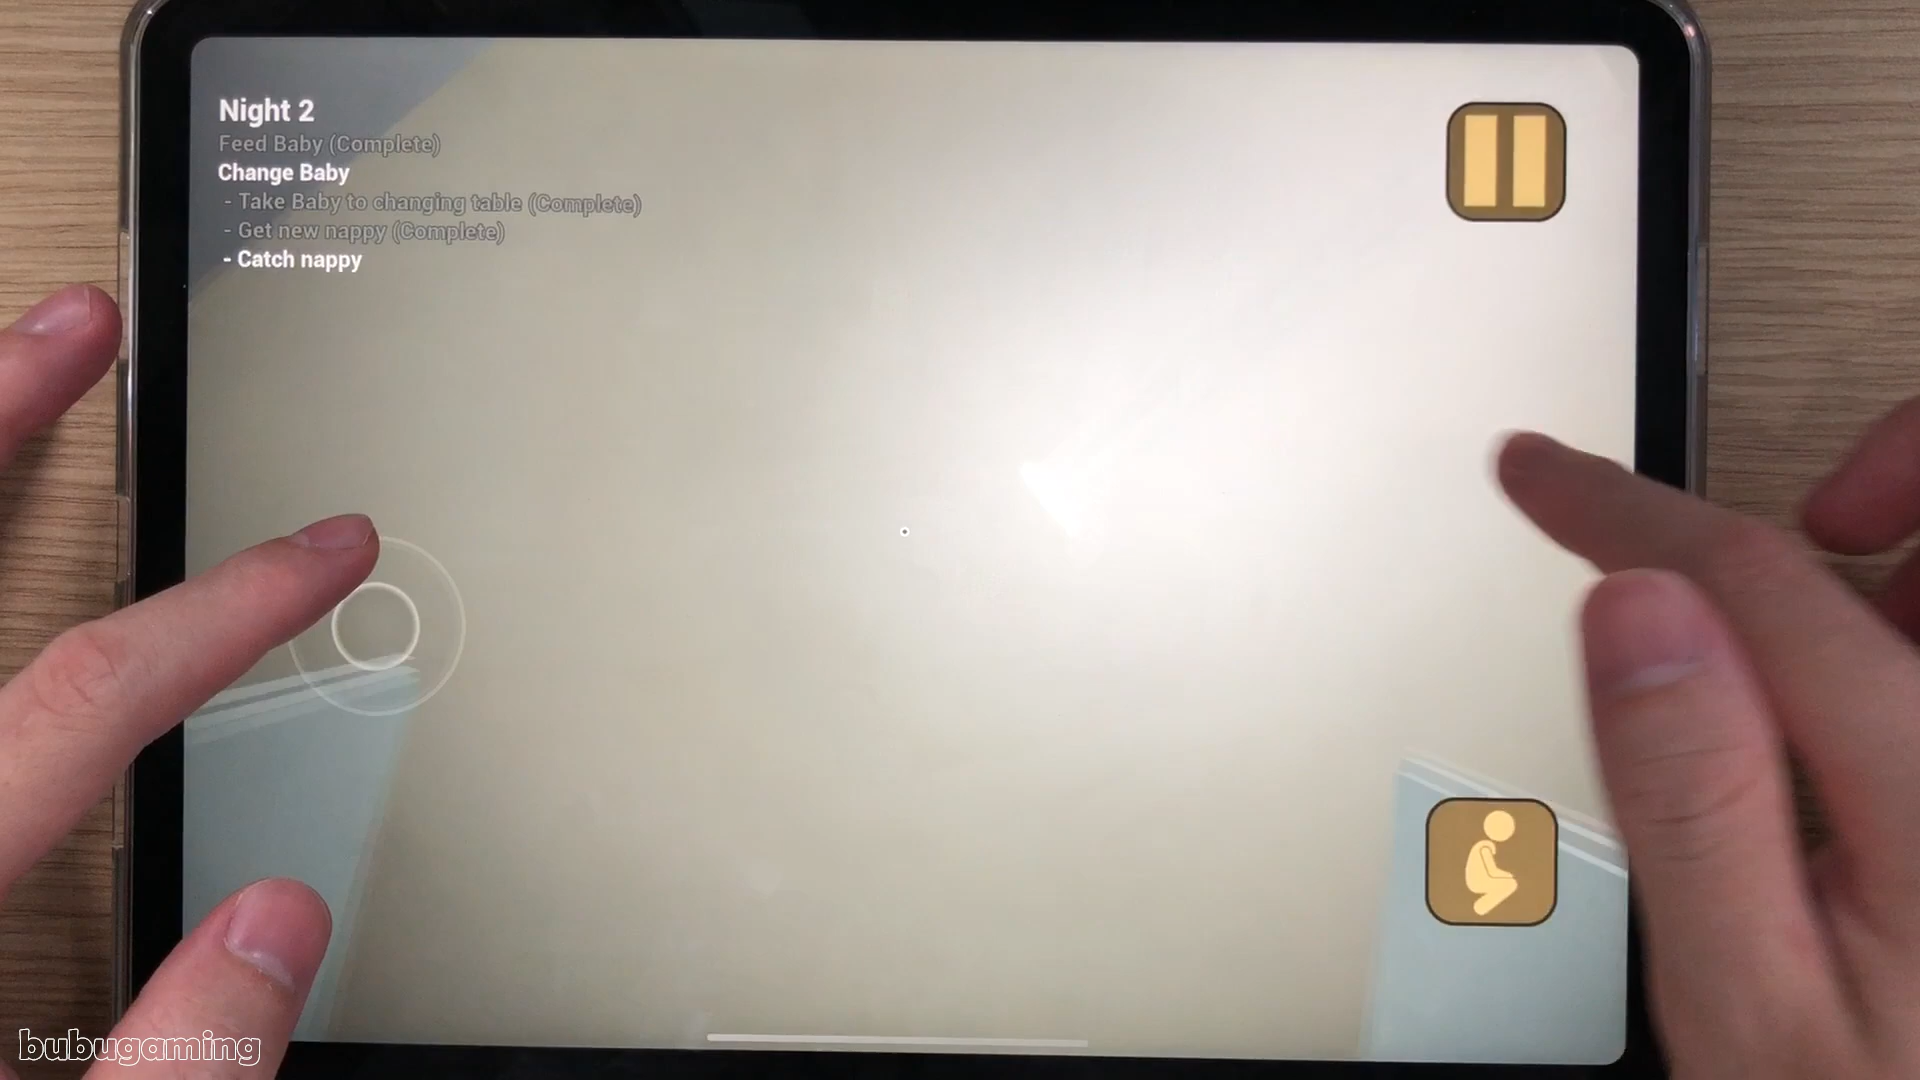 Night 2
Feed Baby (Complete)
Change Baby
- Take Baby to changing table (Complete)
- Get new nappy (Complete)
- Catch nappy
bubugaming